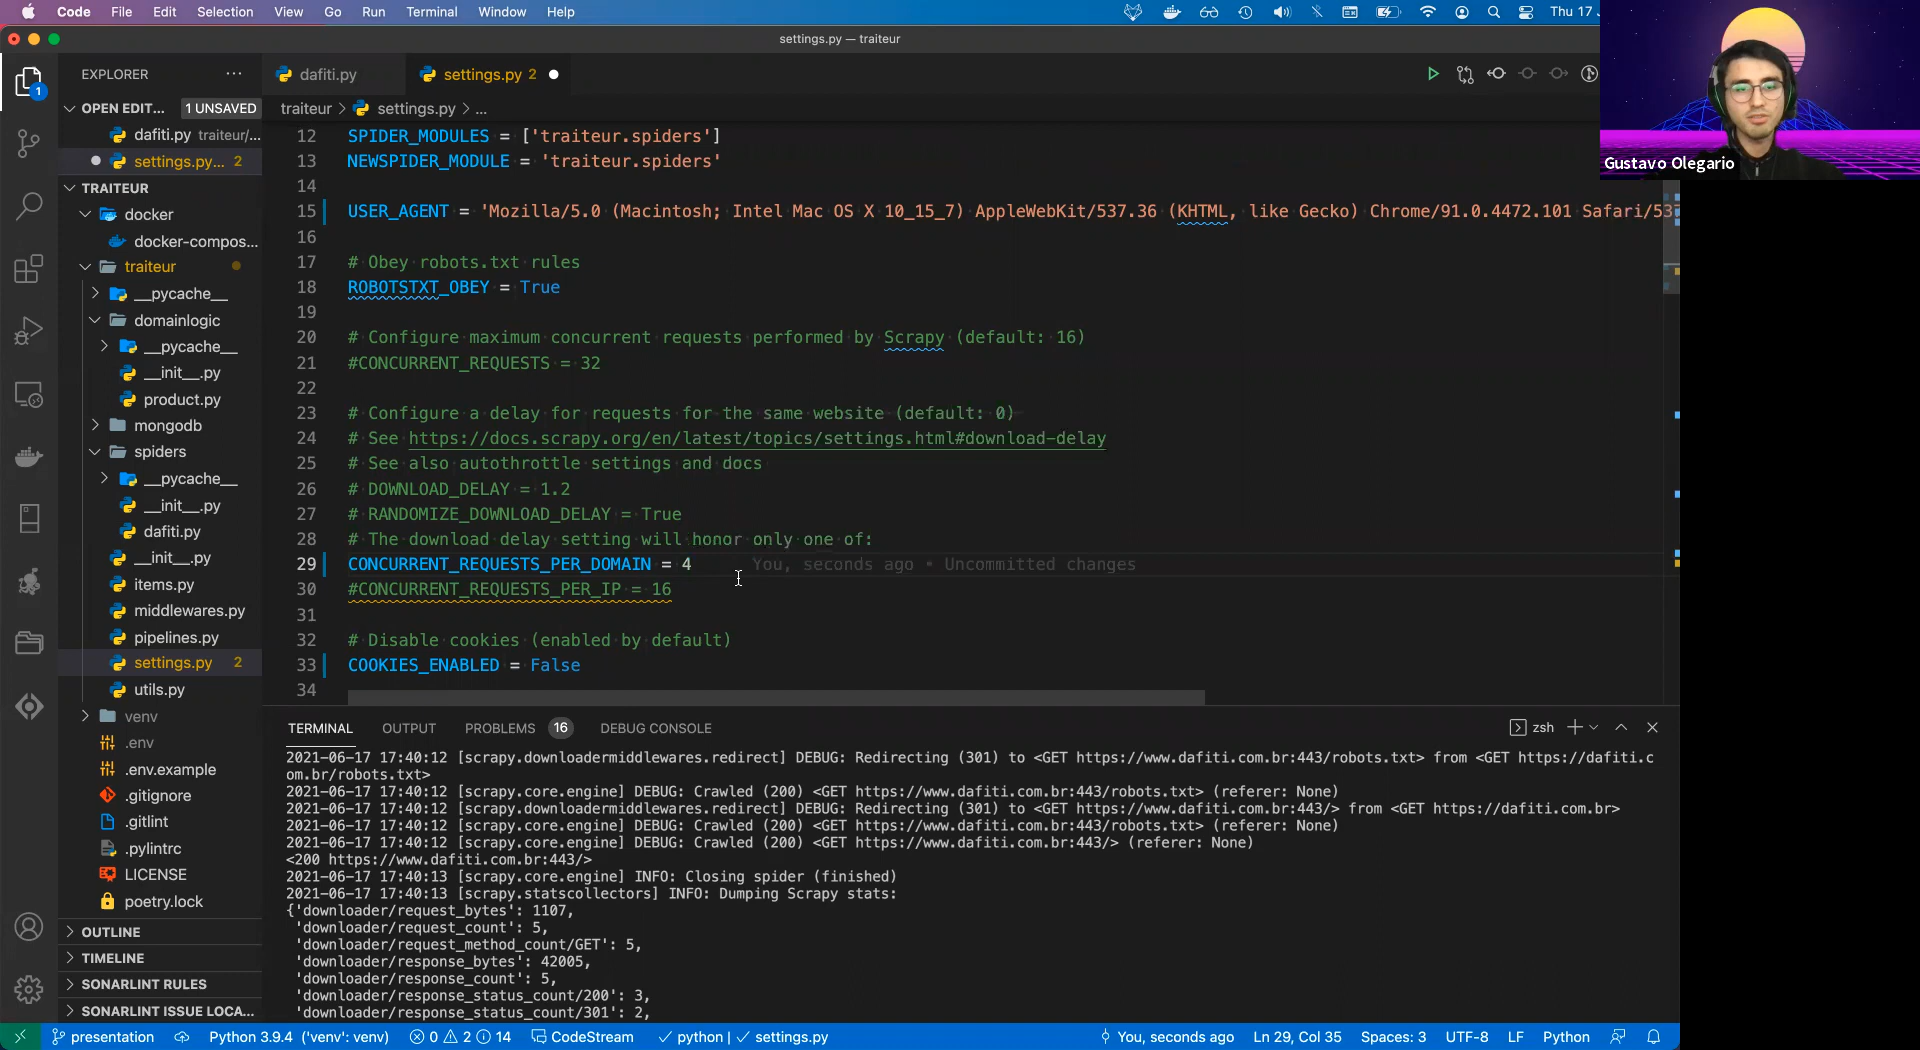 Code File Edit Selection View Go Run Terminal Window Help
Thu 17
settings.py — traiteur
EXPLORER
dafiti.py
settings.py 2
OPEN EDIT... 1 UNSAVED
dafiti.py traiteur/...
settings.py... 2
TRAITEUR
docker
docker-compos...
traiteur
__pycache__
domainlogic
__pycache__
__init__.py
product.py
mongodb
spiders
__pycache__
__init__.py
dafiti.py
__init__.py
items.py
middlewares.py
pipelines.py
settings.py 2
utils.py
venv
.env
.env.example
.gitignore
.gitlint
.pylintrc
LICENSE
poetry.lock
OUTLINE
TIMELINE
SONARLINT RULES
SONARLINT ISSUE LOCA...
traiteur > settings.py > ...
12 SPIDER_MODULES = ['traiteur.spiders']
13 NEWSPIDER_MODULE = 'traiteur.spiders'
14
15 USER_AGENT = 'Mozilla/5.0 (Macintosh; Intel Mac OS X 10_15_7) AppleWebKit/537.36 (KHTML, like Gecko) Chrome/91.0.4472.101 Safari/537
16
17 # Obey robots.txt rules
18 ROBOTSTXT_OBEY = True
19
20 # Configure maximum concurrent requests performed by Scrapy (default: 16)
21 #CONCURRENT_REQUESTS = 32
22
23 # Configure a delay for requests for the same website (default: 0)
24 # See https://docs.scrapy.org/en/latest/topics/settings.html#download-delay
25 # See also autothrottle settings and docs
26 # DOWNLOAD_DELAY = 1.2
27 # RANDOMIZE_DOWNLOAD_DELAY = True
28 # The download delay setting will honor only one of:
29 CONCURRENT_REQUESTS_PER_DOMAIN = 4 You, seconds ago • Uncommitted changes
30 #CONCURRENT_REQUESTS_PER_IP = 16
31
32 # Disable cookies (enabled by default)
33 COOKIES_ENABLED = False
34
TERMINAL OUTPUT PROBLEMS 16 DEBUG CONSOLE
zsh
2021-06-17 17:40:12 [scrapy.downloadermiddlewares.redirect] DEBUG: Redirecting (301) to <GET https://www.dafiti.com.br:443/robots.txt> from <GET https://dafiti.c
om.br/robots.txt>
2021-06-17 17:40:12 [scrapy.core.engine] DEBUG: Crawled (200) <GET https://www.dafiti.com.br:443/robots.txt> (referer: None)
2021-06-17 17:40:12 [scrapy.downloadermiddlewares.redirect] DEBUG: Redirecting (301) to <GET https://www.dafiti.com.br:443/> from <GET https://dafiti.com.br>
2021-06-17 17:40:12 [scrapy.core.engine] DEBUG: Crawled (200) <GET https://www.dafiti.com.br:443/robots.txt> (referer: None)
2021-06-17 17:40:12 [scrapy.core.engine] DEBUG: Crawled (200) <GET https://www.dafiti.com.br:443/> (referer: None)
<200 https://www.dafiti.com.br:443/>
2021-06-17 17:40:13 [scrapy.core.engine] INFO: Closing spider (finished)
2021-06-17 17:40:13 [scrapy.statscollectors] INFO: Dumping Scrapy stats:
{'downloader/request_bytes': 1107,
'downloader/request_count': 5,
'downloader/request_method_count/GET': 5,
'downloader/response_bytes': 42005,
'downloader/response_count': 5,
'downloader/response_status_count/200': 3,
'downloader/response_status_count/301': 2,
presentation Python 3.9.4 ('venv': venv) 0 2 14 CodeStream python | settings.py You, seconds ago Ln 29, Col 35 Spaces: 3 UTF-8 LF Python
1
Gustavo Olegario